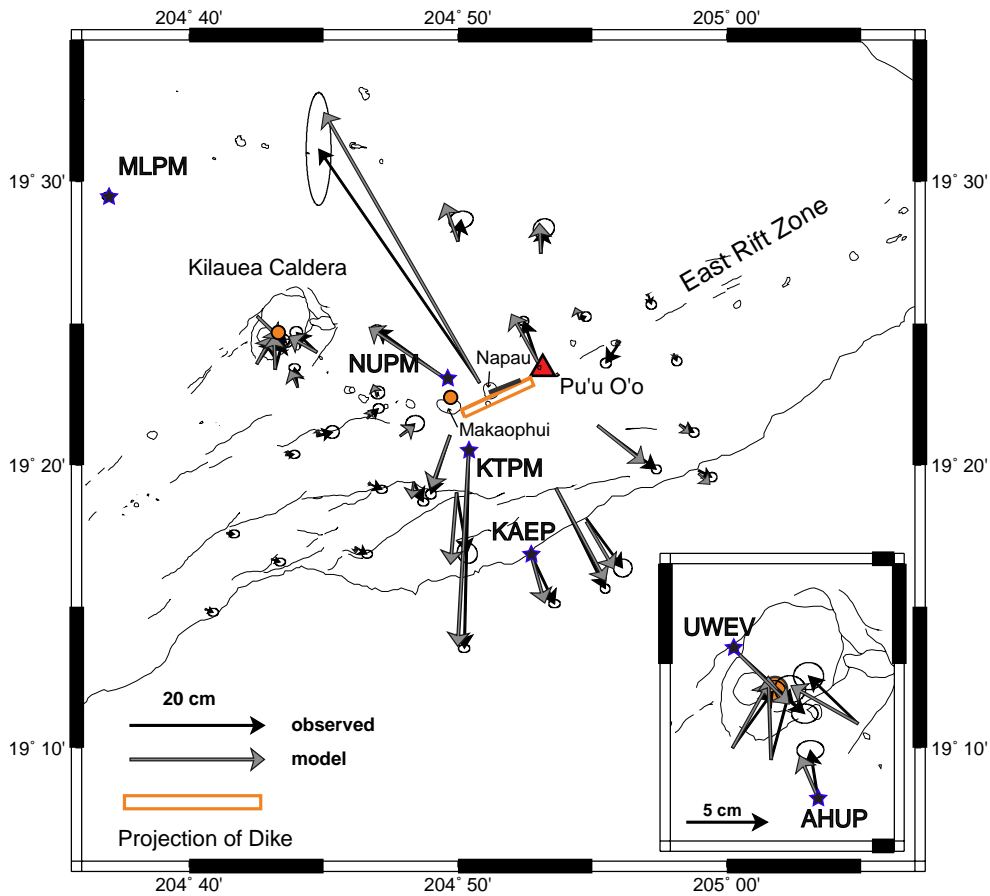 204˚ 40'
204˚ 50'
205˚ 00'
MLPM
19˚ 30'
19˚ 30'
East Rift Zone
Kilauea Caldera
NUPM
Napau
Pu'u O'o
Makaophui
KTPM
19˚ 20'
19˚ 20'
KAEP
UWEV
20 cm
observed
model
19˚ 10'
19˚ 10'
5 cm
AHUP
Projection of Dike
204˚ 40'
204˚ 50'
205˚ 00'